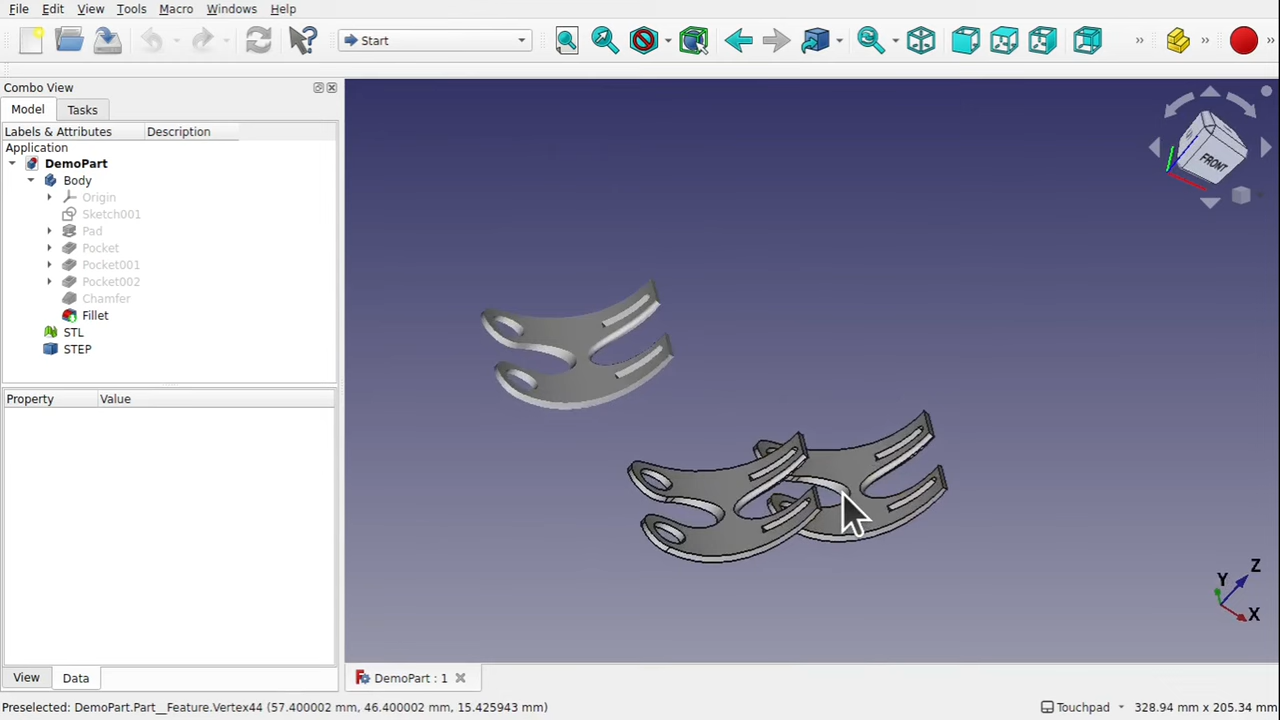 File Edit View Tools Macro Windows Help
Start
Combo View
Model Tasks
Labels & Attributes Description
Application
DemoPart
Body
Origin
Sketch001
Pad
Pocket
Pocket001
Pocket002
Chamfer
Fillet
STL
STEP
Property Value
View Data
FRONT
Z
Y
X
DemoPart : 1
Preselected: DemoPart.Part__Feature.Vertex44 (57.400002 mm, 46.400002 mm, 15.425943 mm)
Touchpad 328.94 mm x 205.34 mm